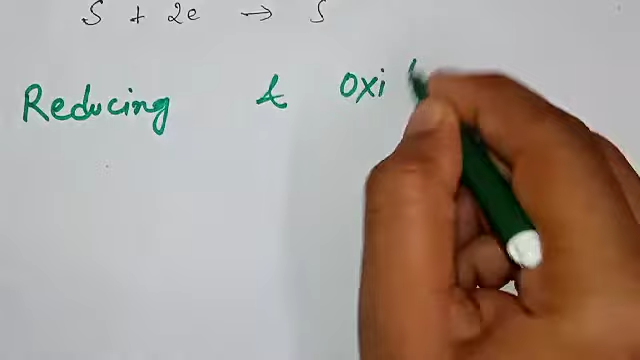 S + 2e → S
Reducing & Oxi